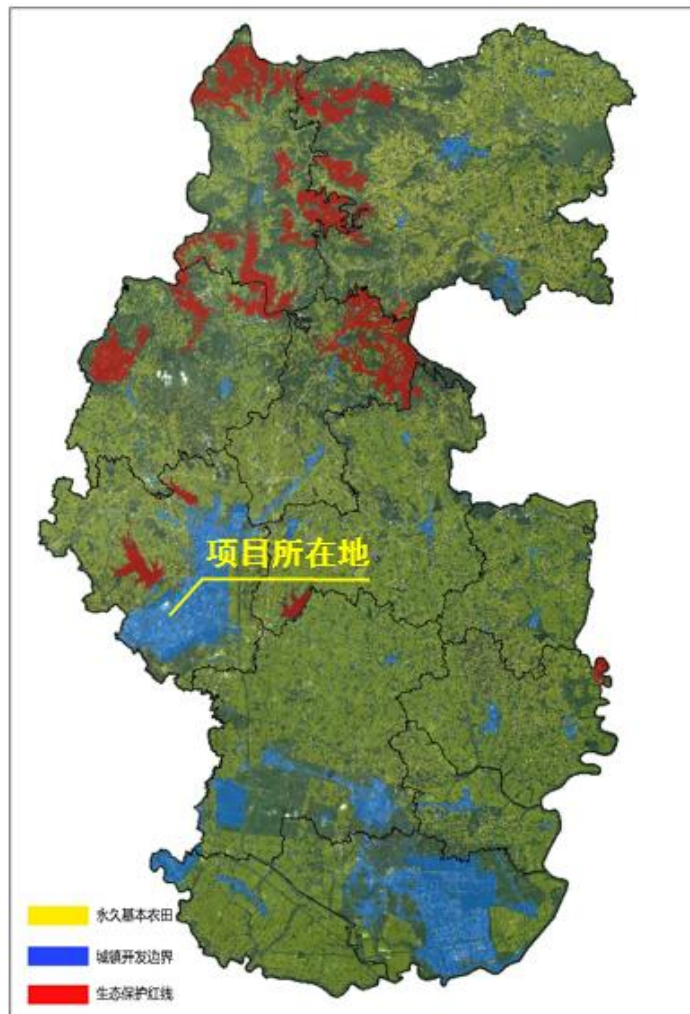 项目所在地
永久基本农田
城镇开发边界
生态保护红线